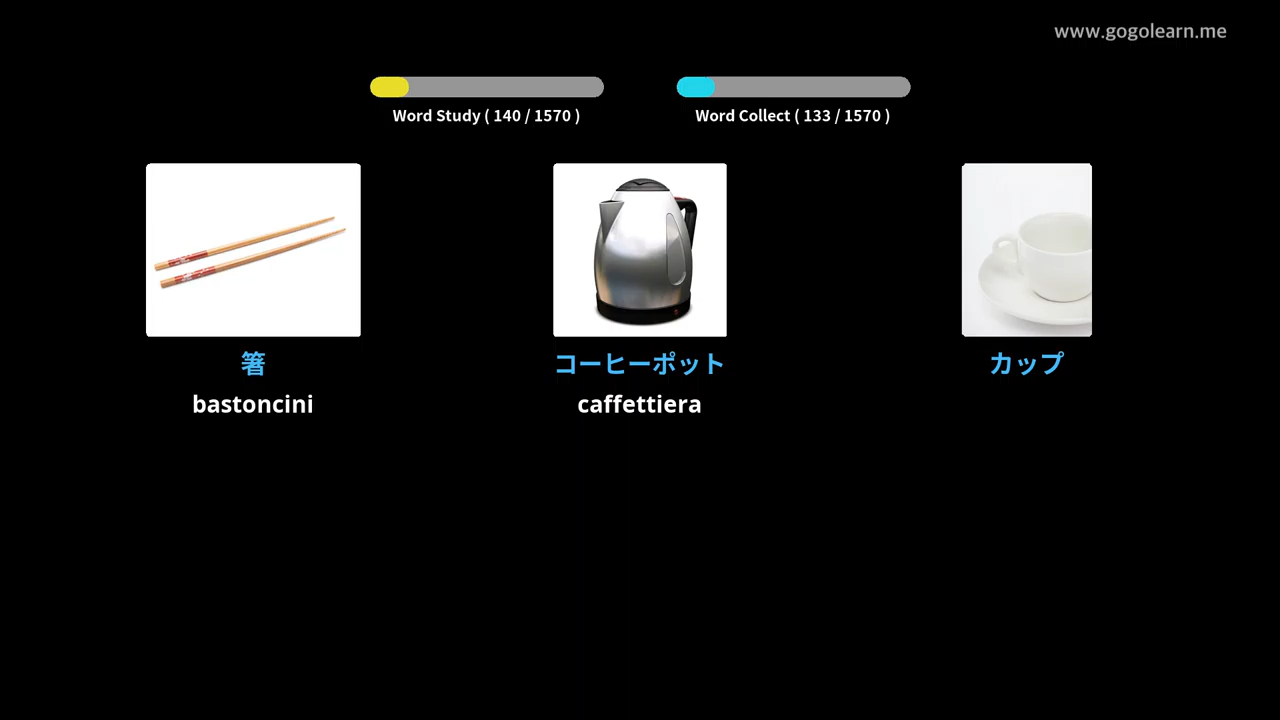 www.gogolearn.me
Word Study ( 140 / 1570 )
Word Collect ( 133 / 1570 )
箸
コーヒーポット
カップ
bastoncini
caffettiera